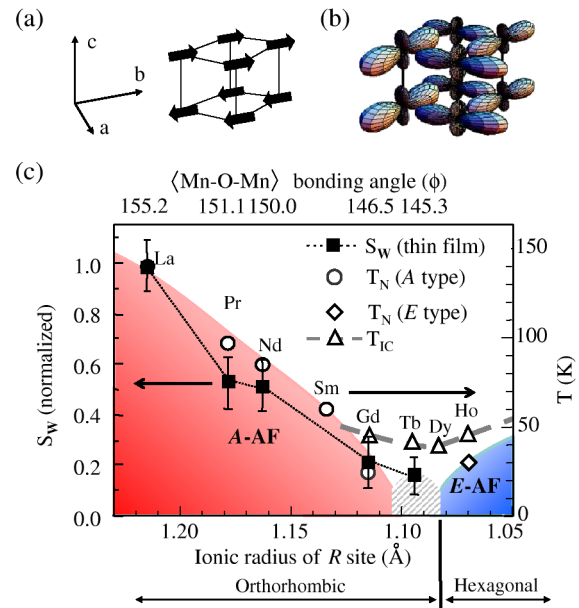 (a)
(b)
c
b
a
(c)
⟨Mn-O-Mn⟩ bonding angle (ϕ)
155.2 151.1 150.0 146.5 145.3
S_W (thin film)
T_N (A type)
T_N (E type)
T_IC
La
Pr
Nd
Sm
Gd
Tb
Dy
Ho
A-AF
E-AF
S_W (normalized)
1.0
0.8
0.6
0.4
0.2
0.0
T (K)
150
100
50
0
1.20 1.15 1.10 1.05
Ionic radius of R site (Å)
Orthorhombic Hexagonal